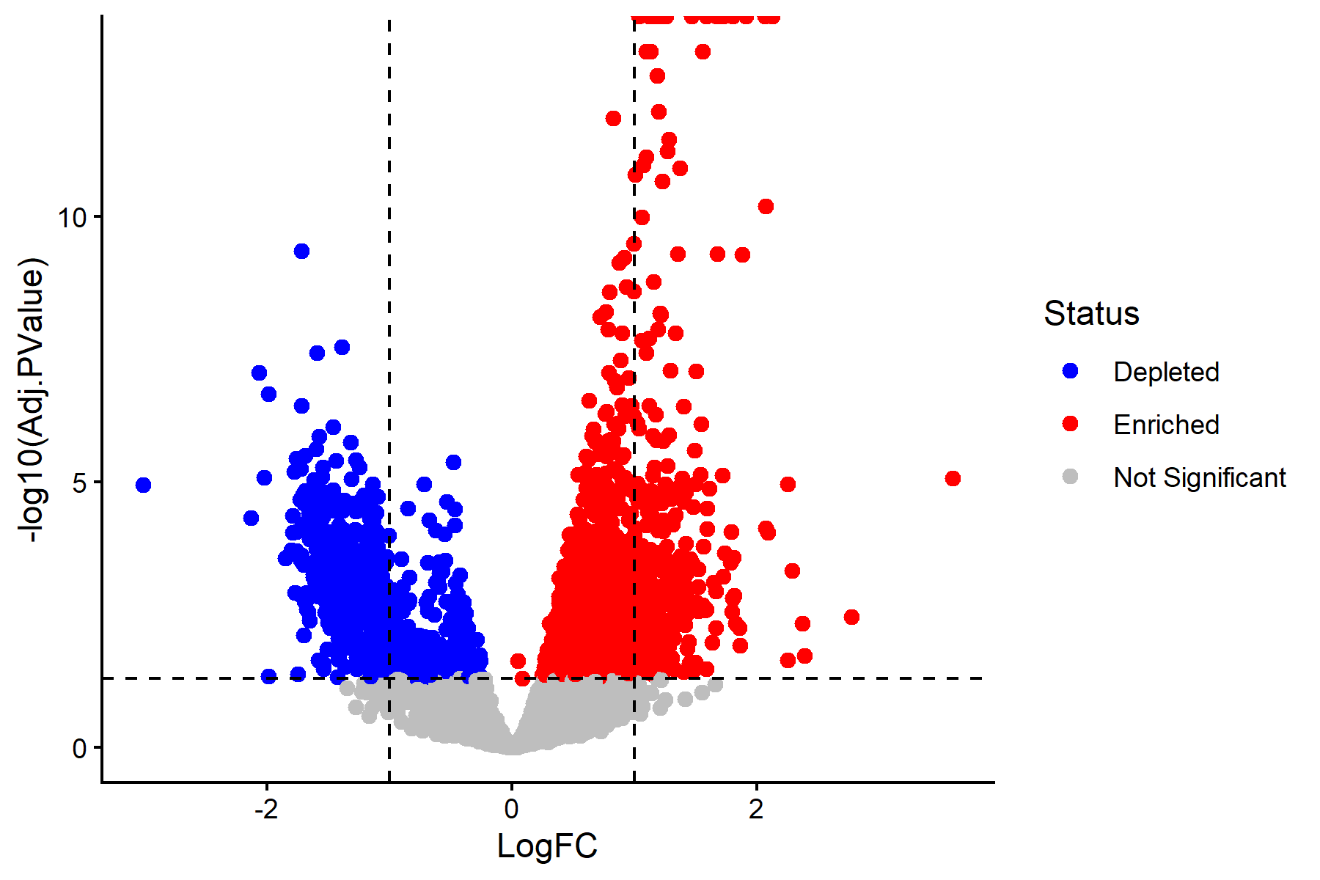 -log10(Adj.PValue)
10
5
0
-2
0
2
LogFC
Status
Depleted
Enriched
Not Significant